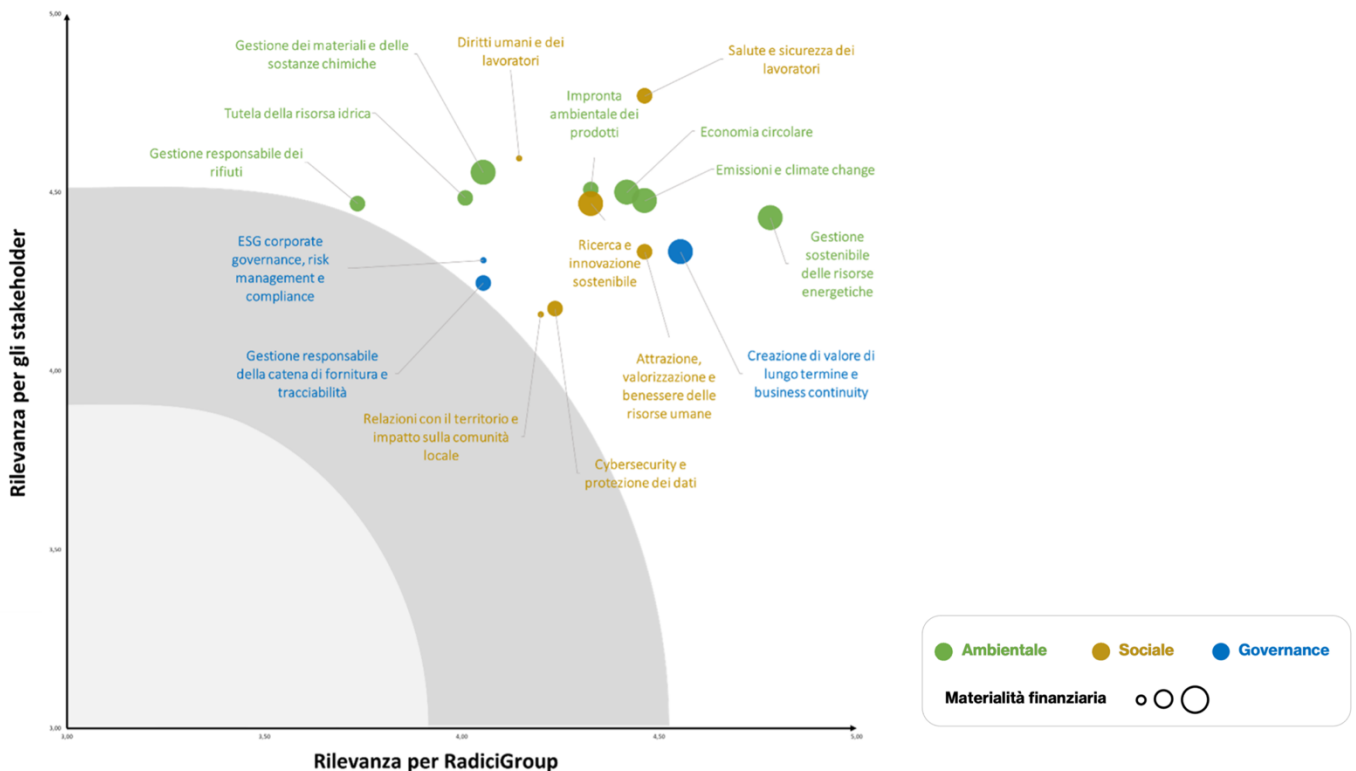 5,00
Gestione dei materiali e delle
sostanze chimiche
Diritti umani e dei
lavoratori
Salute e sicurezza dei
lavoratori
Impronta
ambientale dei
prodotti
Tutela della risorsa idrica
Economia circolare
Gestione responsabile dei
rifiuti
Emissioni e climate change
4,50
ESG corporate
governance, risk
management e
compliance
Ricerca e
innovazione
sostenibile
Gestione
sostenibile
delle risorse
energetiche
Rilevanza per gli stakeholder
4,00
Gestione responsabile
della catena di fornitura e
tracciabilità
Attrazione,
valorizzazione e
benessere delle
risorse umane
Creazione di valore di
lungo termine e
business continuity
Relazioni con il territorio e
impatto sulla comunità
locale
Cybersecurity e
protezione dei dati
3,50
3,00
3,00
3,50
4,00
4,50
5,00
Rilevanza per RadiciGroup
Ambientale
Sociale
Governance
Materialità finanziaria